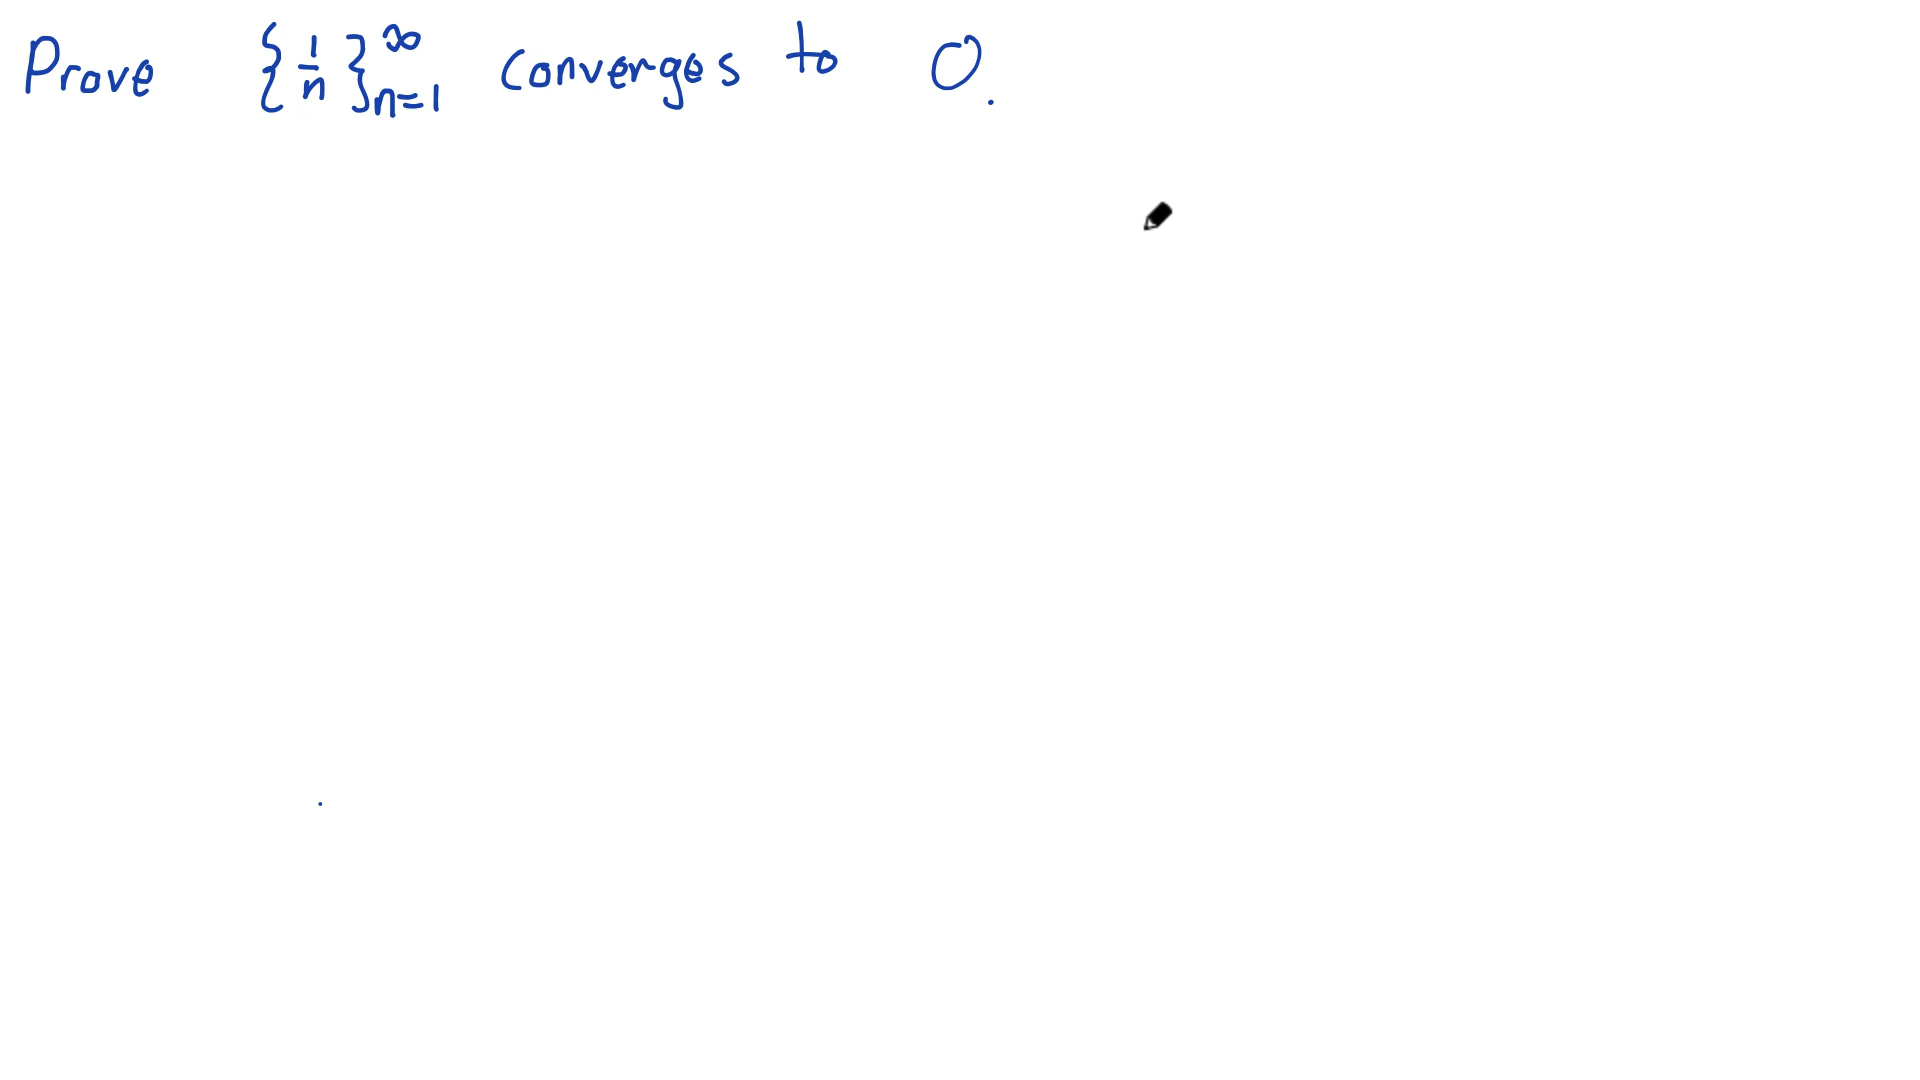 Prove {1/n}_{n=1}^∞ converges to 0.